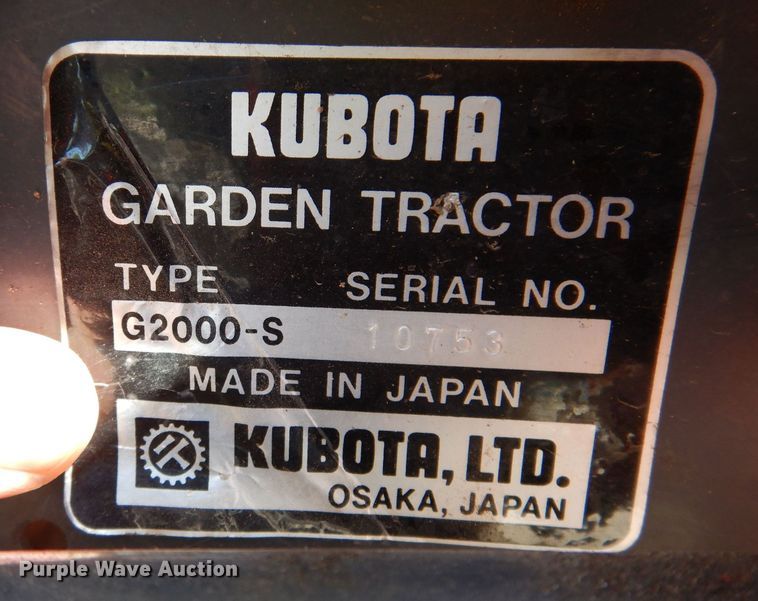 KUBOTA
GARDEN TRACTOR
TYPE SERIAL NO.
G2000-S 10753
MADE IN JAPAN
KUBOTA, LTD.
OSAKA, JAPAN
Purple Wave Auction